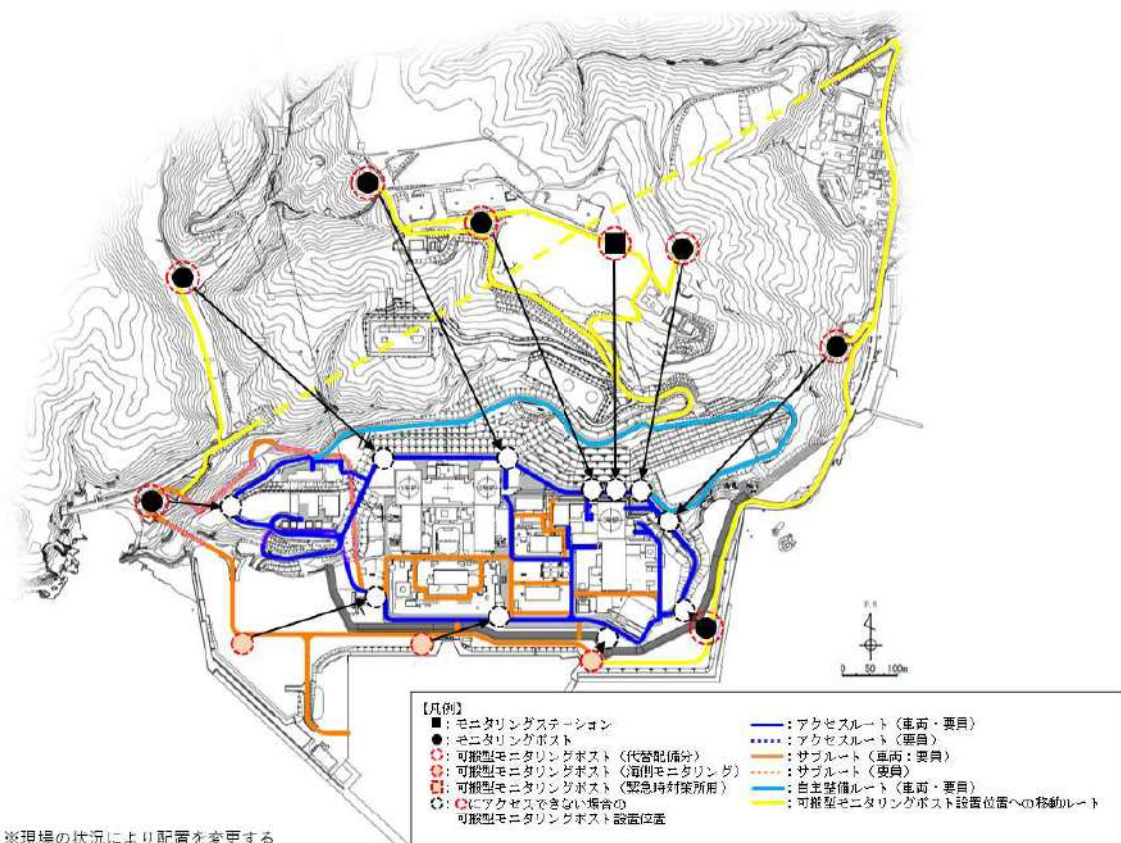 0 50 100m
【凡例】
■：モニタリングステーション
●：モニタリングポスト
：可搬型モニタリングポスト（代替配備分）
：可搬型モニタリングポスト（海側モニタリング）
：可搬型モニタリングポスト（緊急時対策所用）
：にアクセスできない場合の
可搬型モニタリングポスト設置位置
：アクセスルート（車両・要員）
：アクセスルート（要員）
：サブルート（車両・要員）
：サブルート（要員）
：自主整備ルート（車両・要員）
：可搬型モニタリングポスト設置位置への移動ルート
※現場の状況により配置を変更する